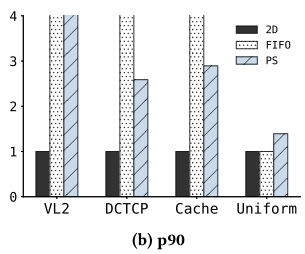 4
3
2
1
0
2D
FIFO
PS
VL2 DCTCP Cache Uniform
(b) p90